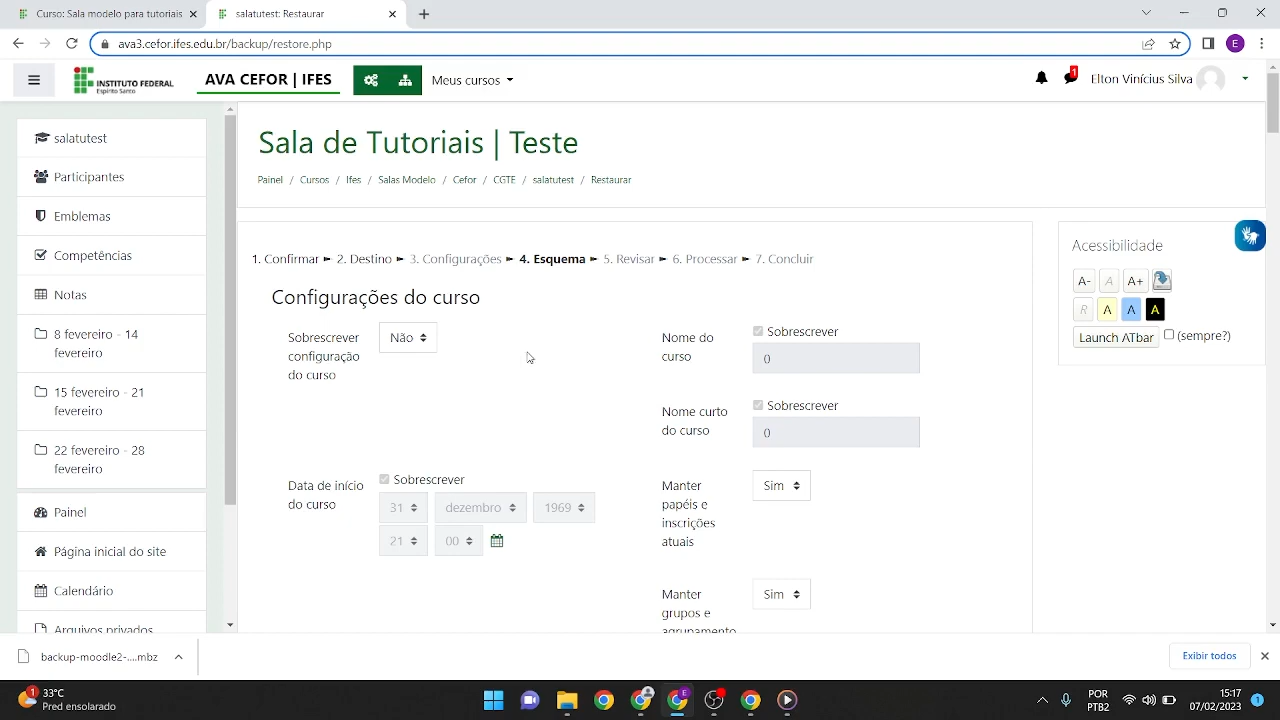 Curso: Sala modelo para tutoriais
salatutest: Restaurar
ava3.cefor.ifes.edu.br/backup/restore.php
E
INSTITUTO FEDERAL
Espírito Santo
AVA CEFOR | IFES
Meus cursos
1
Elton Vinícius Silva
salatutest
Participantes
Emblemas
Competências
Notas
8 fevereiro - 14
fevereiro
15 fevereiro - 21
fevereiro
22 fevereiro - 28
fevereiro
Painel
Página inicial do site
Calendário
Arquivos privados
Sala de Tutoriais | Teste
Painel / Cursos / Ifes / Salas Modelo / Cefor / CGTE / salatutest / Restaurar
1. Confirmar ► 2. Destino ► 3. Configurações ► 4. Esquema ► 5. Revisar ► 6. Processar ► 7. Concluir
Configurações do curso
Sobrescrever
configuração
do curso
Não
Nome do
curso
Sobrescrever
()
Nome curto
do curso
Sobrescrever
()
Data de início
do curso
Sobrescrever
31
dezembro
1969
21
00
Manter
papéis e
inscrições
atuais
Sim
Manter
grupos e
agrupamento
Sim
Acessibilidade
A-
A
A+
R
A
A
A
Launch ATbar
(sempre?)
backup-moodle2-....mbz
Exibir todos
1
33°C
Pred ensolarado
E
POR
PTB2
15:17
07/02/2023
1